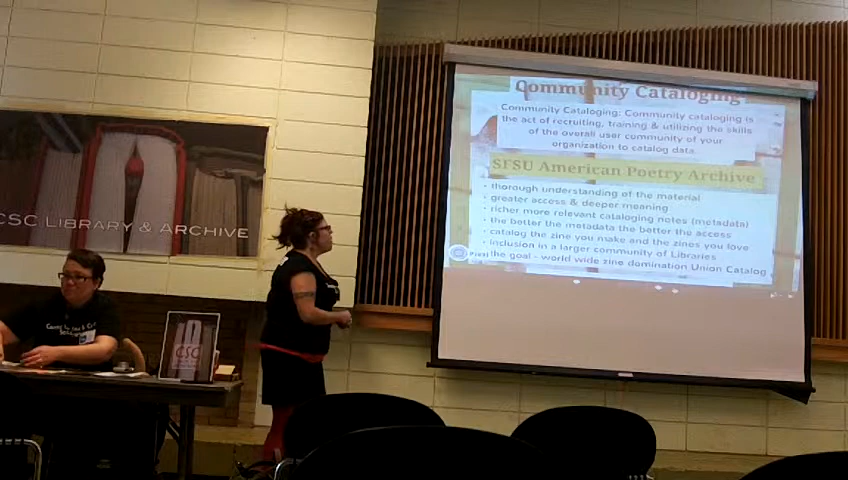 Community Cataloging
Community Cataloging: Community cataloging is
the act of recruiting, training & utilizing the skills
of the overall user community of your
organization to catalog data.
SFSU American Poetry Archive
· thorough understanding of the material
· greater access & deeper meaning
· richer more relevant cataloging notes (metadata)
· the better the metadata the better the access
· catalog the zine you make and the zines you love
· inclusion in a larger community of Libraries
the goal - world wide zine domination Union Catalog
CSC Library & Archive
CSC